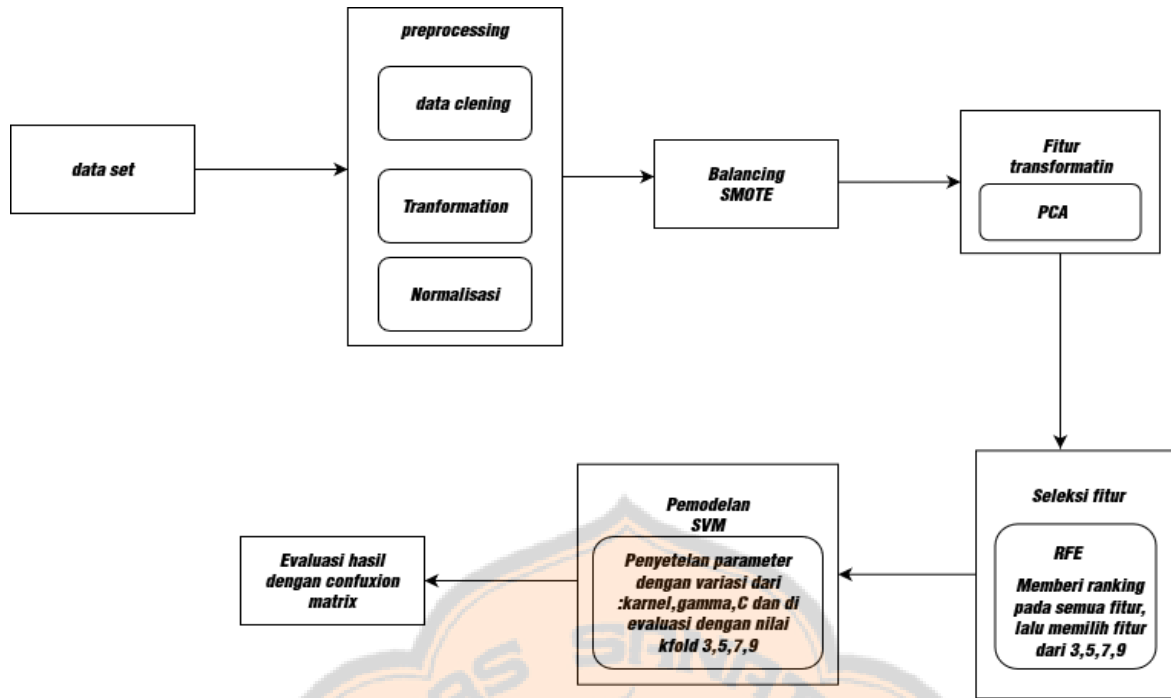 data set
preprocessing
data clening
Tranformation
Normalisasi
Balancing
SMOTE
Fitur
transformatin
PCA
Seleksi fitur
RFE
Memberi ranking
pada semua fitur,
lalu memilih fitur
dari 3,5,7,9
Pemodelan
SVM
Penyetelan parameter
dengan variasi dari
:karnel,gamma,C dan di
evaluasi dengan nilai
kfold 3,5,7,9
Evaluasi hasil
dengan confuxion
matrix